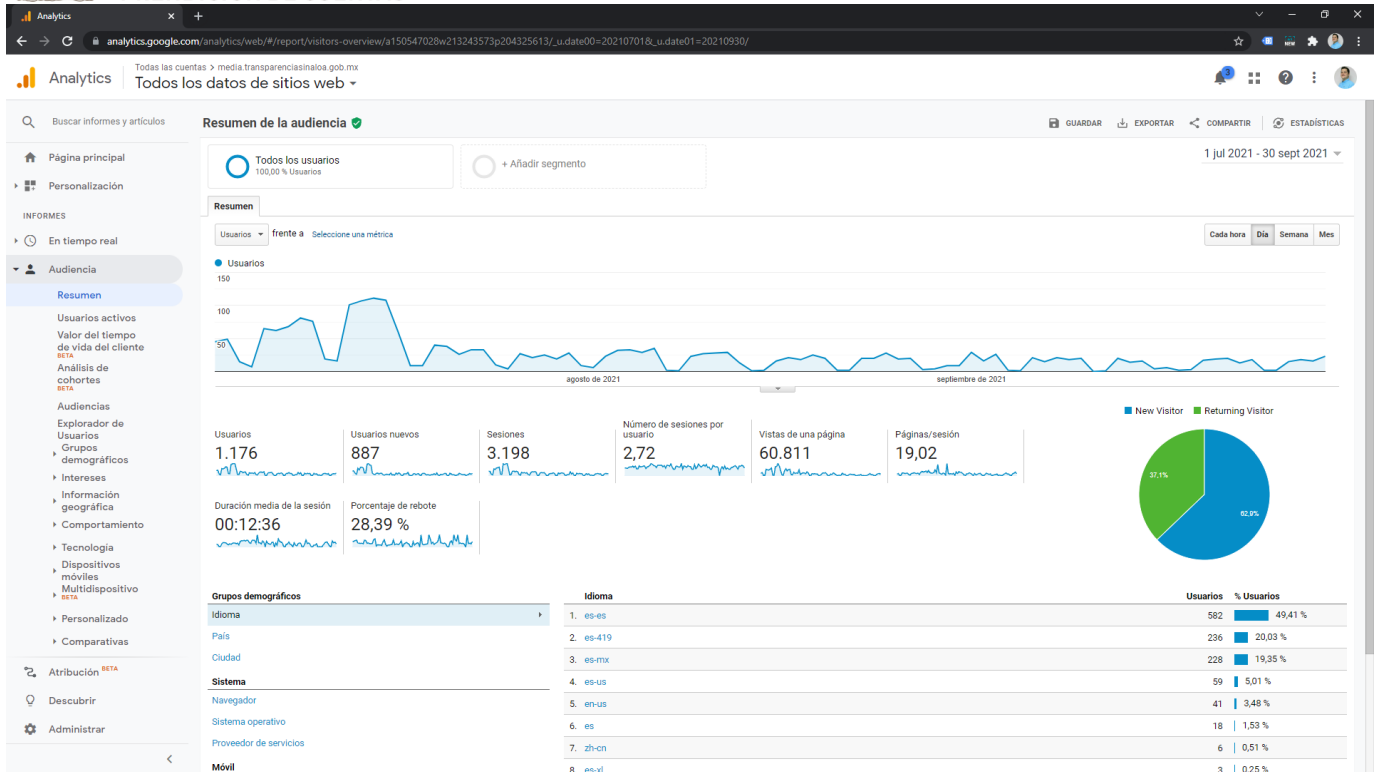 Analytics
analytics.google.com/analytics/web/#/report/visitors-overview/a150547028w213243573p204325613/_u.date00=20210701&_u.date01=20210930/
NEW
Analytics
Todas las cuentas > media.transparenciasinaloa.gob.mx
Todos los datos de sitios web
3
Buscar informes y artículos
Página principal
Personalización
INFORMES
En tiempo real
Audiencia
Resumen
Usuarios activos
Valor del tiempo
de vida del cliente
BETA
Análisis de
cohortes
BETA
Audiencias
Explorador de
Usuarios
Grupos
demográficos
Intereses
Información
geográfica
Comportamiento
Tecnología
Dispositivos
móviles
Multidispositivo
BETA
Personalizado
Comparativas
Atribución BETA
Descubrir
Administrar
Resumen de la audiencia
GUARDAR
EXPORTAR
COMPARTIR
ESTADÍSTICAS
Todos los usuarios
100,00 % Usuarios
+ Añadir segmento
1 jul 2021 - 30 sept 2021
Resumen
Usuarios frente a Seleccione una métrica
Cada hora Día Semana Mes
Usuarios
150
100
50
agosto de 2021
septiembre de 2021
New Visitor Returning Visitor
37,1%
62,9%
Usuarios
1.176
Usuarios nuevos
887
Sesiones
3.198
Número de sesiones por
usuario
2,72
Vistas de una página
60.811
Páginas/sesión
19,02
Duración media de la sesión
00:12:36
Porcentaje de rebote
28,39 %
Grupos demográficos
Idioma
País
Ciudad
Sistema
Navegador
Sistema operativo
Proveedor de servicios
Móvil
Idioma Usuarios % Usuarios
1. es-es 582 49,41 %
2. es-419 236 20,03 %
3. es-mx 228 19,35 %
4. es-us 59 5,01 %
5. en-us 41 3,48 %
6. es 18 1,53 %
7. zh-cn 6 0,51 %
8. es-xl 3 0,25 %